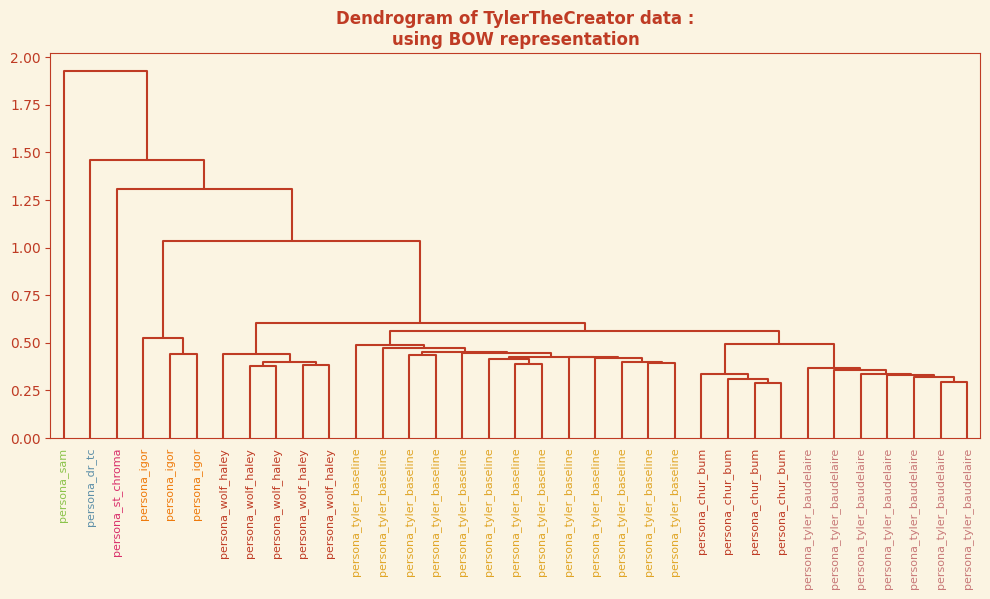 Dendrogram of TylerTheCreator data :
using BOW representation
2.00
1.75
1.50
1.25
1.00
0.75
0.50
0.25
0.00
persona_sam
persona_dr_tc
persona_st_chroma
persona_igor
persona_igor
persona_igor
persona_wolf_haley
persona_wolf_haley
persona_wolf_haley
persona_wolf_haley
persona_wolf_haley
persona_tyler_baseline
persona_tyler_baseline
persona_tyler_baseline
persona_tyler_baseline
persona_tyler_baseline
persona_tyler_baseline
persona_tyler_baseline
persona_tyler_baseline
persona_tyler_baseline
persona_tyler_baseline
persona_tyler_baseline
persona_tyler_baseline
persona_tyler_baseline
persona_chur_bum
persona_chur_bum
persona_chur_bum
persona_chur_bum
persona_tyler_baudelaire
persona_tyler_baudelaire
persona_tyler_baudelaire
persona_tyler_baudelaire
persona_tyler_baudelaire
persona_tyler_baudelaire
persona_tyler_baudelaire